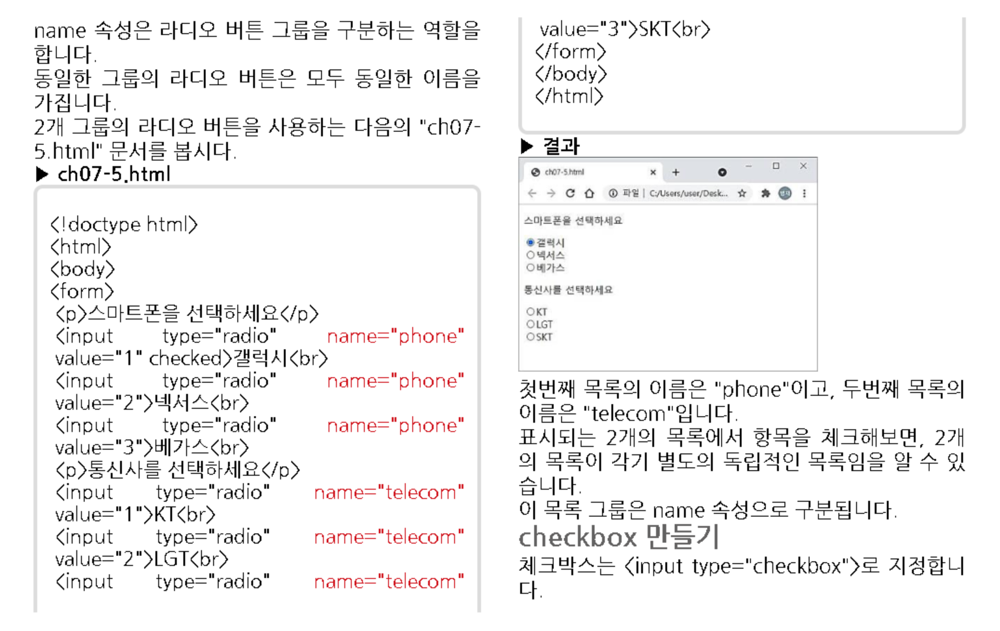 name 속성은 라디오 버튼 그룹을 구분하는 역할을
합니다.
동일한 그룹의 라디오 버튼은 모두 동일한 이름을
가집니다.
2개 그룹의 라디오 버튼을 사용하는 다음의 "ch07-
5.html" 문서를 봅시다.
▶ ch07-5.html
<!doctype html>
<html>
<body>
<form>
<p>스마트폰을 선택하세요</p>
<input type="radio" name="phone"
value="1" checked>갤럭시<br>
<input type="radio" name="phone"
value="2">넥서스<br>
<input type="radio" name="phone"
value="3">베가스<br>
<p>통신사를 선택하세요</p>
<input type="radio" name="telecom"
value="1">KT<br>
<input type="radio" name="telecom"
value="2">LGT<br>
<input type="radio" name="telecom"
value="3">SKT<br>
</form>
</body>
</html>
▶ 결과
ch07-5.html
파일 | C:/Users/user/Desk...
스마트폰을 선택하세요
갤럭시
넥서스
베가스
통신사를 선택하세요
KT
LGT
SKT
첫번째 목록의 이름은 "phone"이고, 두번째 목록의
이름은 "telecom"입니다.
표시되는 2개의 목록에서 항목을 체크해보면, 2개
의 목록이 각기 별도의 독립적인 목록임을 알 수 있
습니다.
이 목록 그룹은 name 속성으로 구분됩니다.
checkbox 만들기
체크박스는 <input type="checkbox">로 지정합니
다.